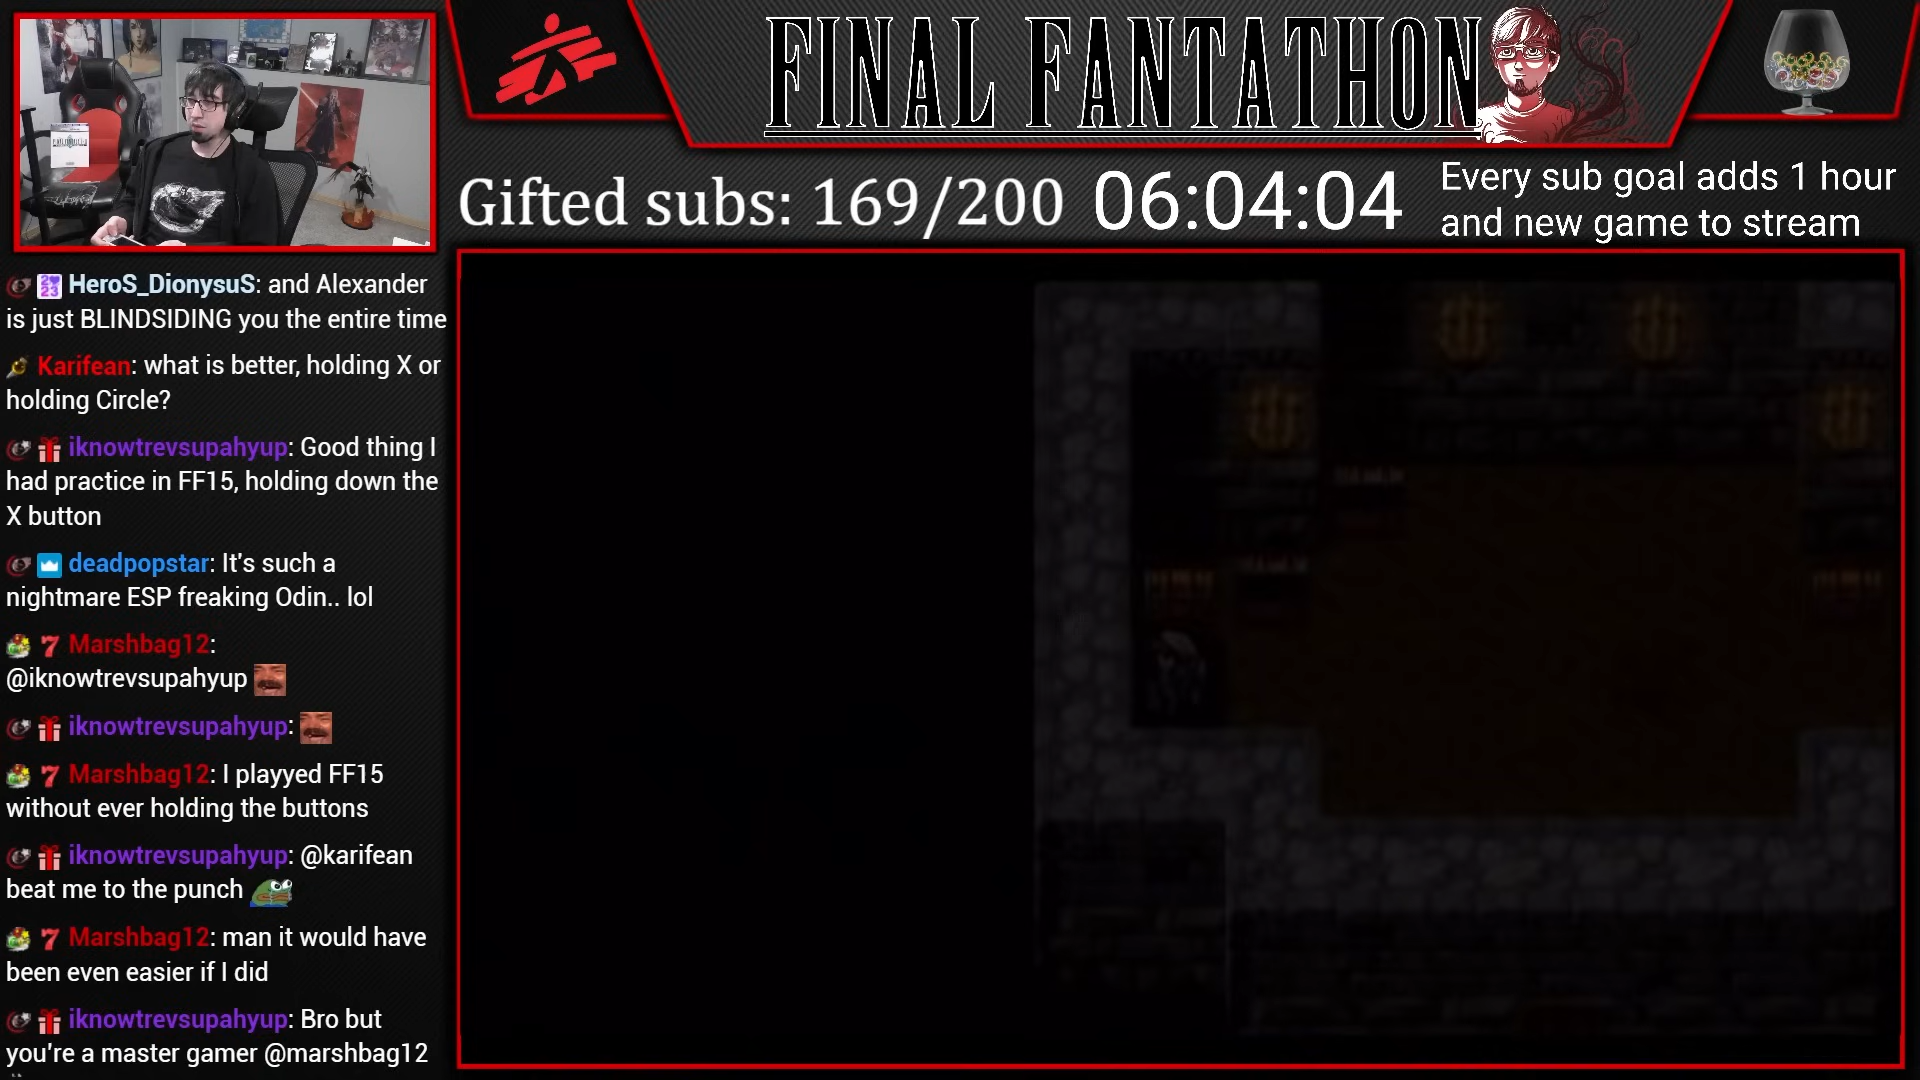 FINAL FANTATHON
Gifted subs: 169/200
06:04:04
Every sub goal adds 1 hour
and new game to stream
HeroS_DionysuS: and Alexander
is just BLINDSIDING you the entire time
Karifean: what is better, holding X or
holding Circle?
iknowtrevsupahyup: Good thing I
had practice in FF15, holding down the
X button
deadpopstar: It's such a
nightmare ESP freaking Odin.. lol
7 Marshbag12:
@iknowtrevsupahyup
iknowtrevsupahyup:
7 Marshbag12: I playyed FF15
without ever holding the buttons
iknowtrevsupahyup: @karifean
beat me to the punch
7 Marshbag12: man it would have
been even easier if I did
iknowtrevsupahyup: Bro but
you're a master gamer @marshbag12